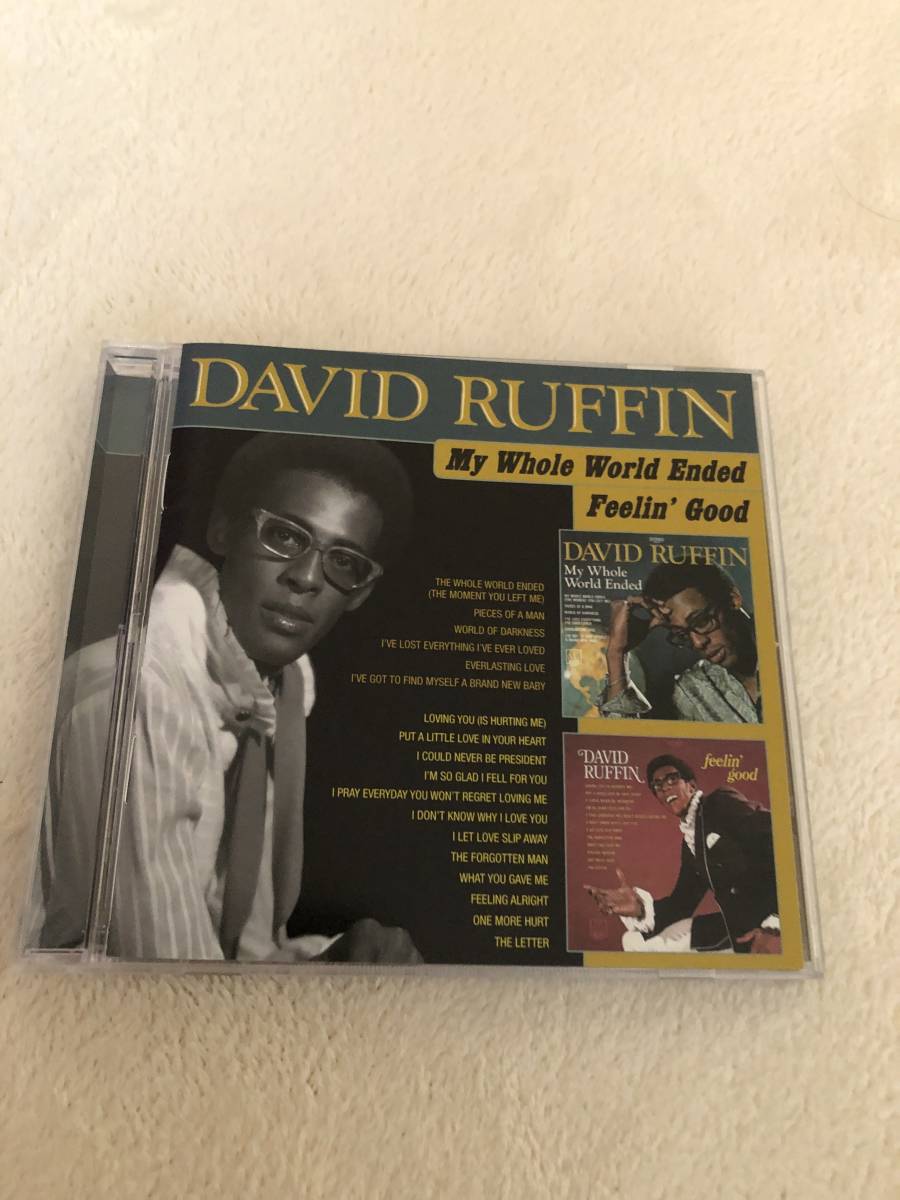 DAVID RUFFIN
My Whole World Ended
Feelin' Good
THE WHOLE WORLD ENDED
(THE MOMENT YOU LEFT ME)
PIECES OF A MAN
WORLD OF DARKNESS
I'VE LOST EVERYTHING I'VE EVER LOVED
EVERLASTING LOVE
I'VE GOT TO FIND MYSELF A BRAND NEW BABY
LOVING YOU (IS HURTING ME)
PUT A LITTLE LOVE IN YOUR HEART
I COULD NEVER BE PRESIDENT
I'M SO GLAD I FELL FOR YOU
I PRAY EVERYDAY YOU WON'T REGRET LOVING ME
I DON'T KNOW WHY I LOVE YOU
I LET LOVE SLIP AWAY
THE FORGOTTEN MAN
WHAT YOU GAVE ME
FEELING ALRIGHT
ONE MORE HURT
THE LETTER
DAVID RUFFIN
My Whole
World Ended
DAVID
RUFFIN
feelin'
good